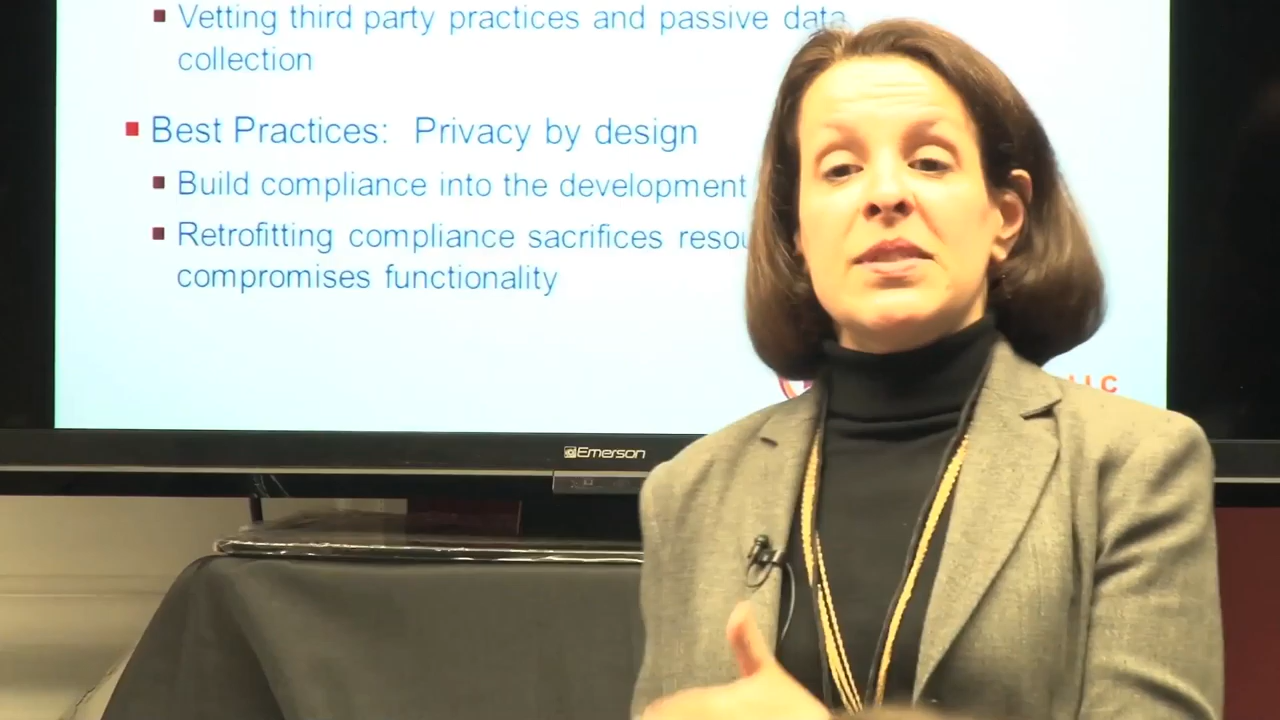 Vetting third party practices and passive data
collection
Best Practices: Privacy by design
Build compliance into the development
Retrofitting compliance sacrifices
compromises functionality
LLC
Emerson